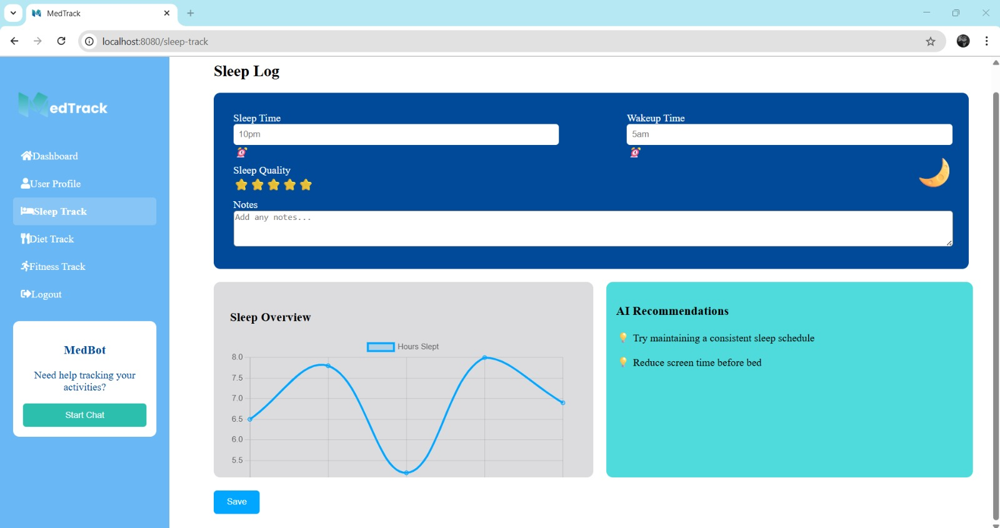 MedTrack
localhost:8080/sleep-track
MedTrack
Dashboard
User Profile
Sleep Track
Diet Track
Fitness Track
Logout
MedBot
Need help tracking your
activities?
Start Chat
Sleep Log
Sleep Time
Wakeup Time
10pm
5am
Sleep Quality
Notes
Add any notes...
Sleep Overview
Hours Slept
8.0
7.5
7.0
6.5
6.0
5.5
AI Recommendations
Try maintaining a consistent sleep schedule
Reduce screen time before bed
Save